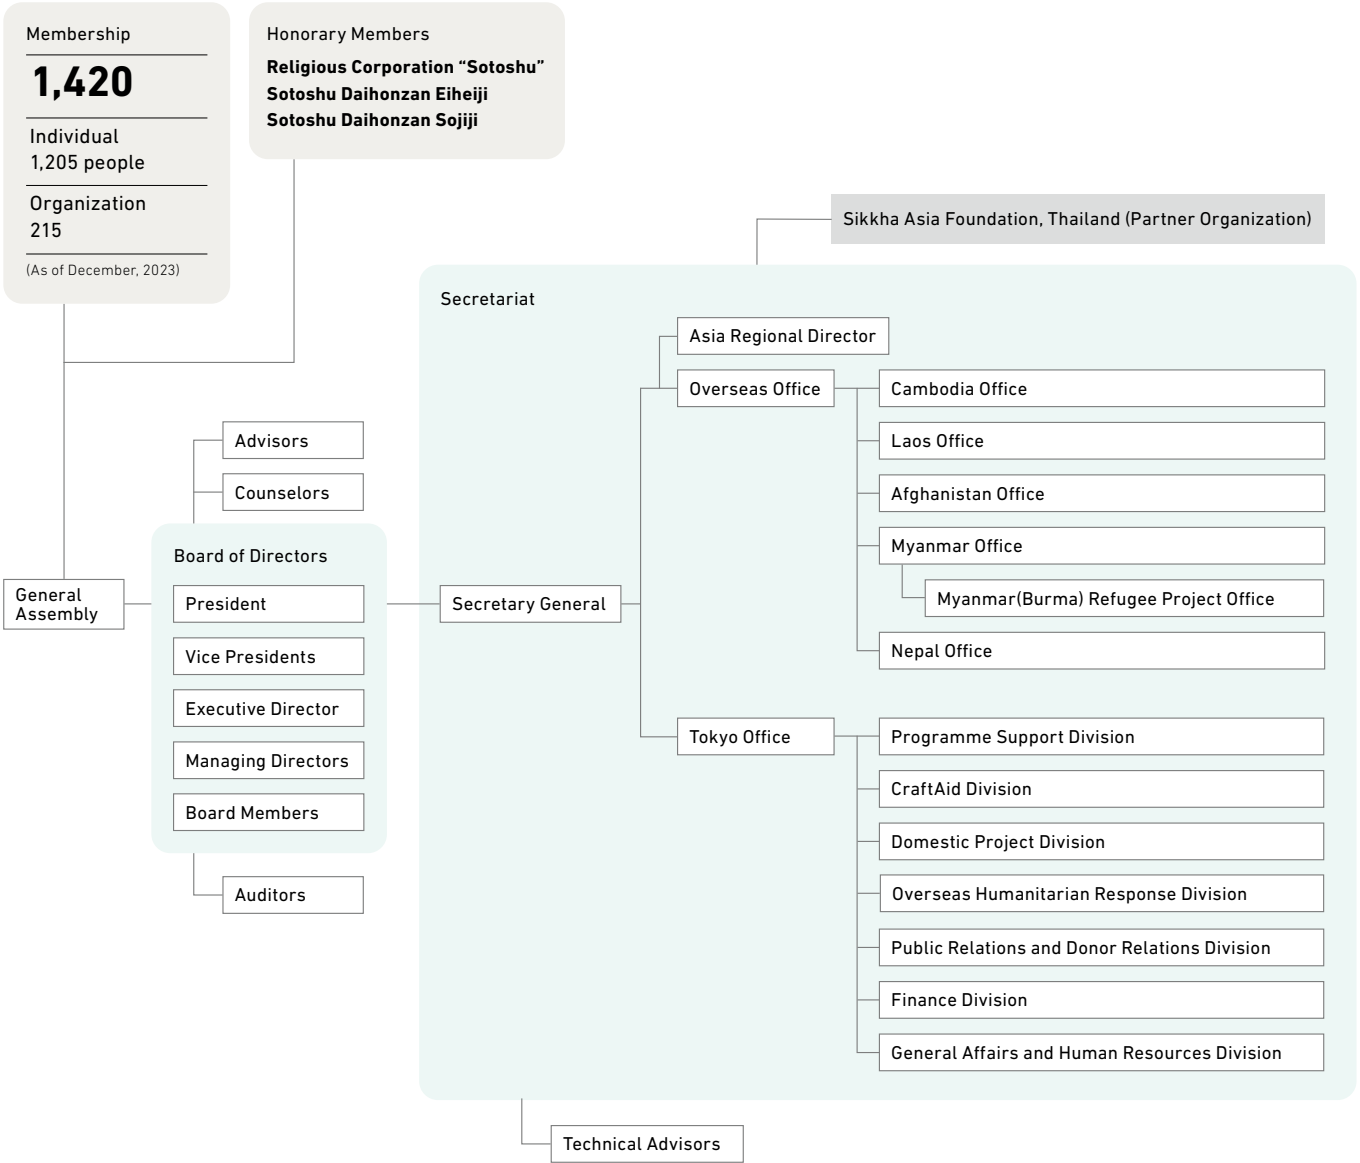 Membership
1,420
Individual
1,205 people
Organization
215
(As of December, 2023)
Honorary Members
Religious Corporation “Sotoshu”
Sotoshu Daihonzan Eiheiji
Sotoshu Daihonzan Sojiji
Sikkha Asia Foundation, Thailand (Partner Organization)
General
Assembly
Advisors
Counselors
Board of Directors
President
Vice Presidents
Executive Director
Managing Directors
Board Members
Auditors
Secretariat
Secretary General
Asia Regional Director
Overseas Office
Cambodia Office
Laos Office
Afghanistan Office
Myanmar Office
Myanmar(Burma) Refugee Project Office
Nepal Office
Tokyo Office
Programme Support Division
CraftAid Division
Domestic Project Division
Overseas Humanitarian Response Division
Public Relations and Donor Relations Division
Finance Division
General Affairs and Human Resources Division
Technical Advisors